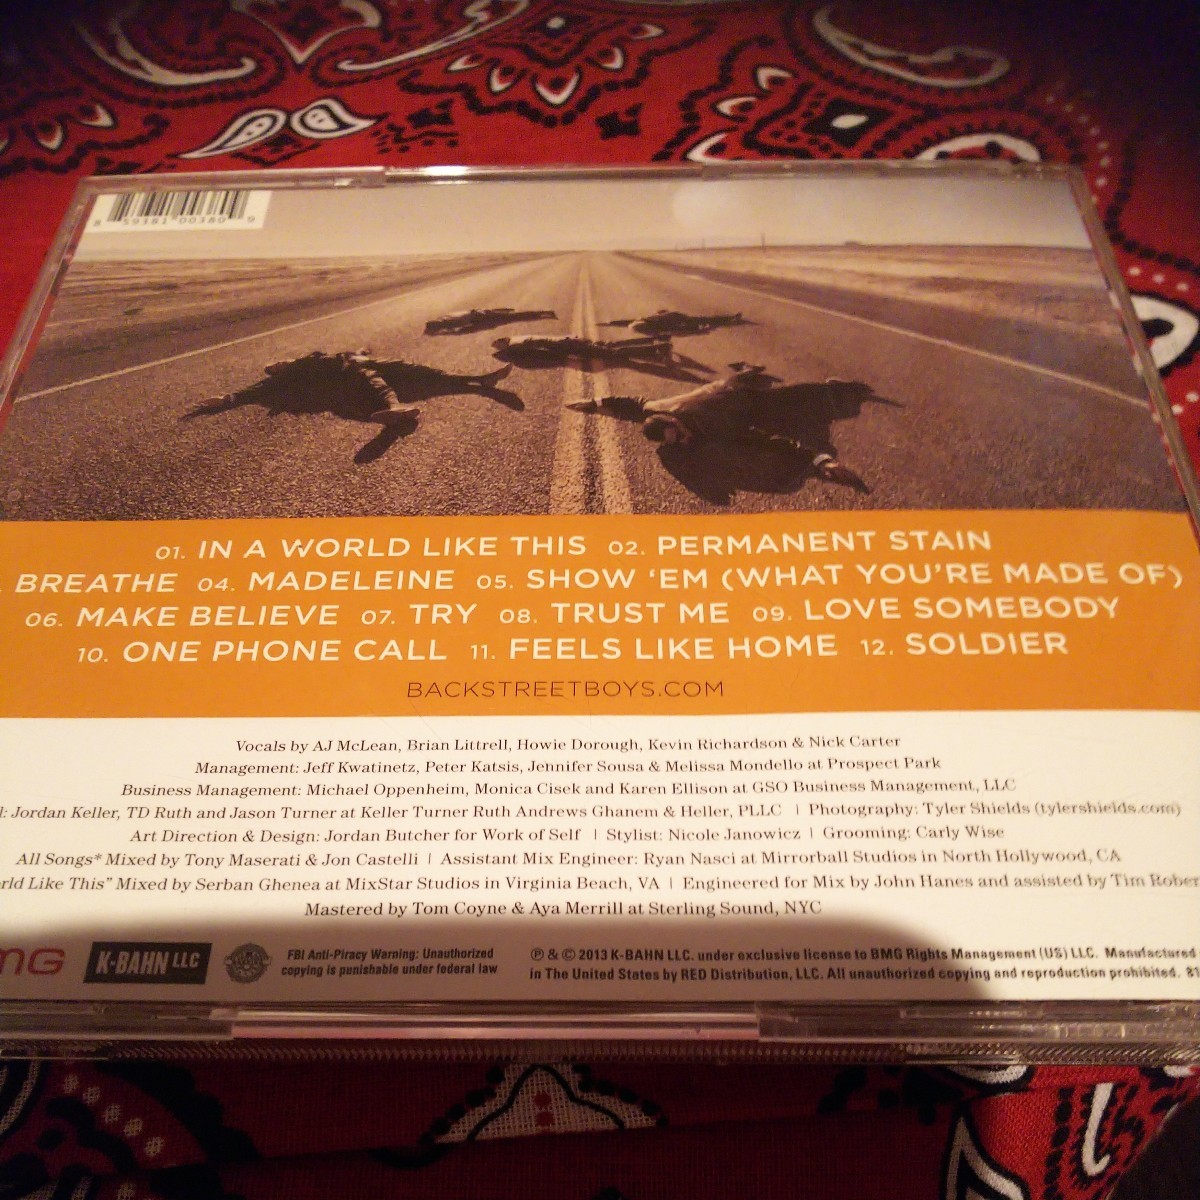 8 59381 00380 9
01. IN A WORLD LIKE THIS 02. PERMANENT STAIN
. BREATHE 04. MADELEINE 05. SHOW 'EM (WHAT YOU'RE MADE OF)
06. MAKE BELIEVE 07. TRY 08. TRUST ME 09. LOVE SOMEBODY
10. ONE PHONE CALL 11. FEELS LIKE HOME 12. SOLDIER
BACKSTREETBOYS.COM
Vocals by AJ McLean, Brian Littrell, Howie Dorough, Kevin Richardson & Nick Carter
Management: Jeff Kwatinetz, Peter Katsis, Jennifer Sousa & Melissa Mondello at Prospect Park
Business Management: Michael Oppenheim, Monica Cisek and Karen Ellison at GSO Business Management, LLC
l: Jordan Keller, TD Ruth and Jason Turner at Keller Turner Ruth Andrews Ghanem & Heller, PLLC | Photography: Tyler Shields (tylershields.com)
Art Direction & Design: Jordan Butcher for Work of Self | Stylist: Nicole Janowicz | Grooming: Carly Wise
All Songs* Mixed by Tony Maserati & Jon Castelli | Assistant Mix Engineer: Ryan Nasci at Mirrorball Studios in North Hollywood, CA
rld Like This" Mixed by Serban Ghenea at MixStar Studios in Virginia Beach, VA | Engineered for Mix by John Hanes and assisted by Tim Rober
Mastered by Tom Coyne & Aya Merrill at Sterling Sound, NYC
BMG K-BAHN LLC
FBI Anti-Piracy Warning: Unauthorized
copying is punishable under federal law
℗ & © 2013 K-BAHN LLC. under exclusive license to BMG Rights Management (US) LLC. Manufactured
in The United States by RED Distribution, LLC. All unauthorized copying and reproduction prohibited. 81